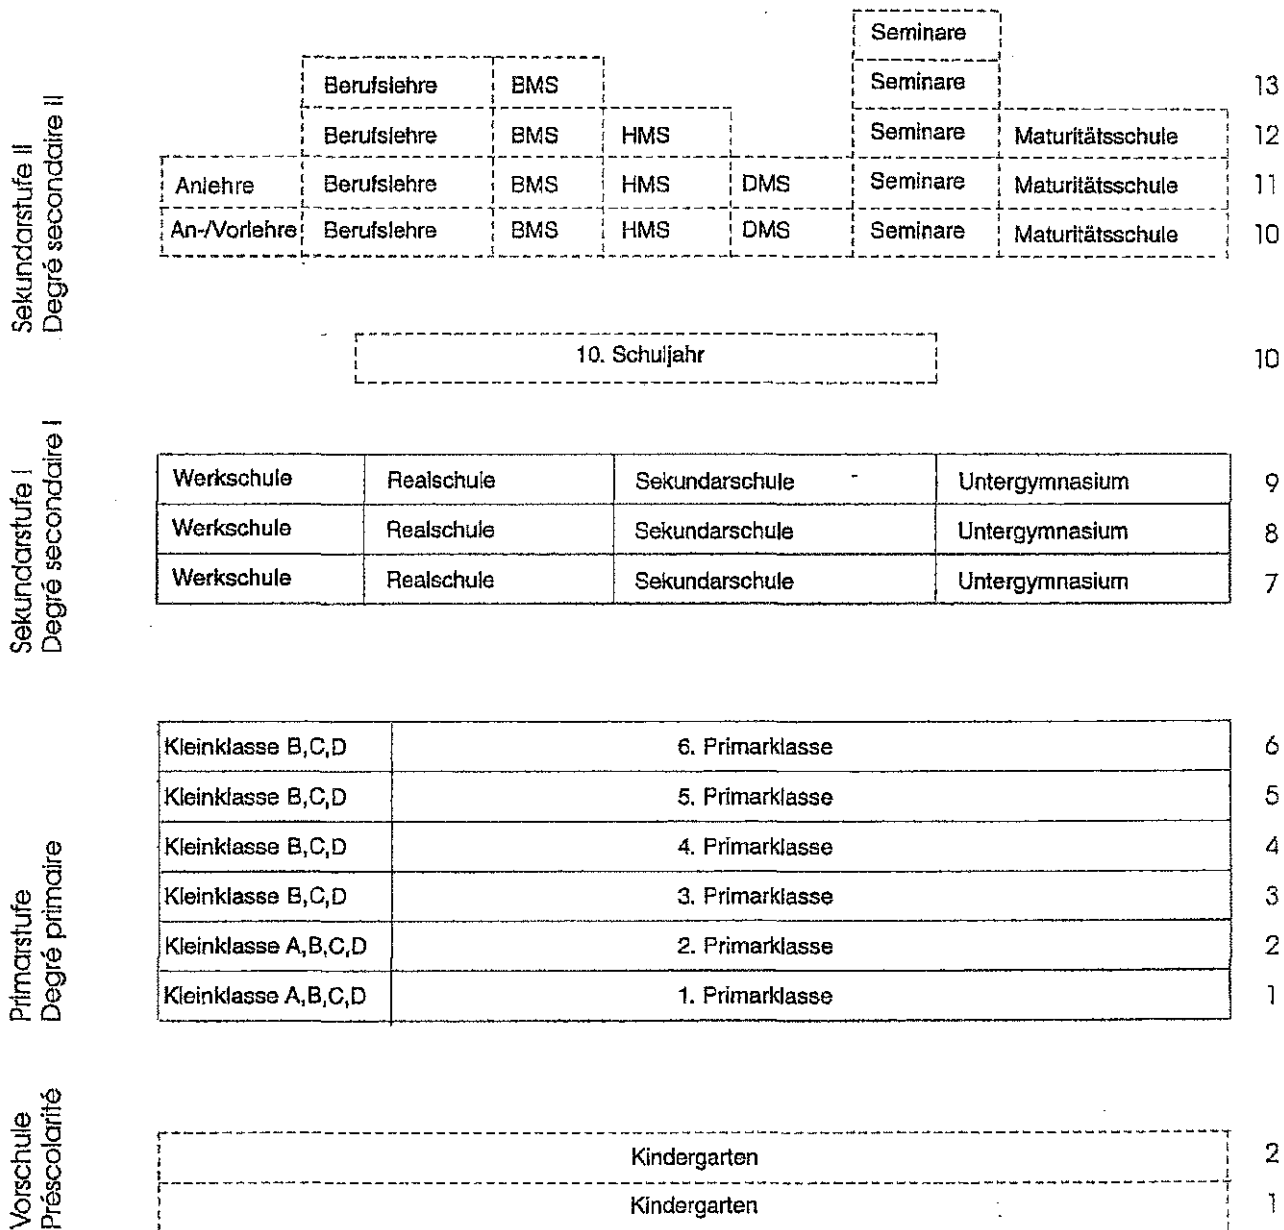 Seminare
Berufslehre BMS Seminare 13
Berufslehre BMS HMS Seminare Maturitätsschule 12
Anlehre Berufslehre BMS HMS DMS Seminare Maturitätsschule 11
An-/Vorlehre Berufslehre BMS HMS DMS Seminare Maturitätsschule 10
Sekundarstufe II
Degré secondaire II
10. Schuljahr 10
Werkschule Realschule Sekundarschule Untergymnasium 9
Werkschule Realschule Sekundarschule Untergymnasium 8
Werkschule Realschule Sekundarschule Untergymnasium 7
Sekundarstufe I
Degré secondaire I
Kleinklasse B,C,D 6. Primarklasse 6
Kleinklasse B,C,D 5. Primarklasse 5
Kleinklasse B,C,D 4. Primarklasse 4
Kleinklasse B,C,D 3. Primarklasse 3
Kleinklasse A,B,C,D 2. Primarklasse 2
Kleinklasse A,B,C,D 1. Primarklasse 1
Primarstufe
Degré primaire
Kindergarten 2
Kindergarten 1
Vorschule
Préscolarité